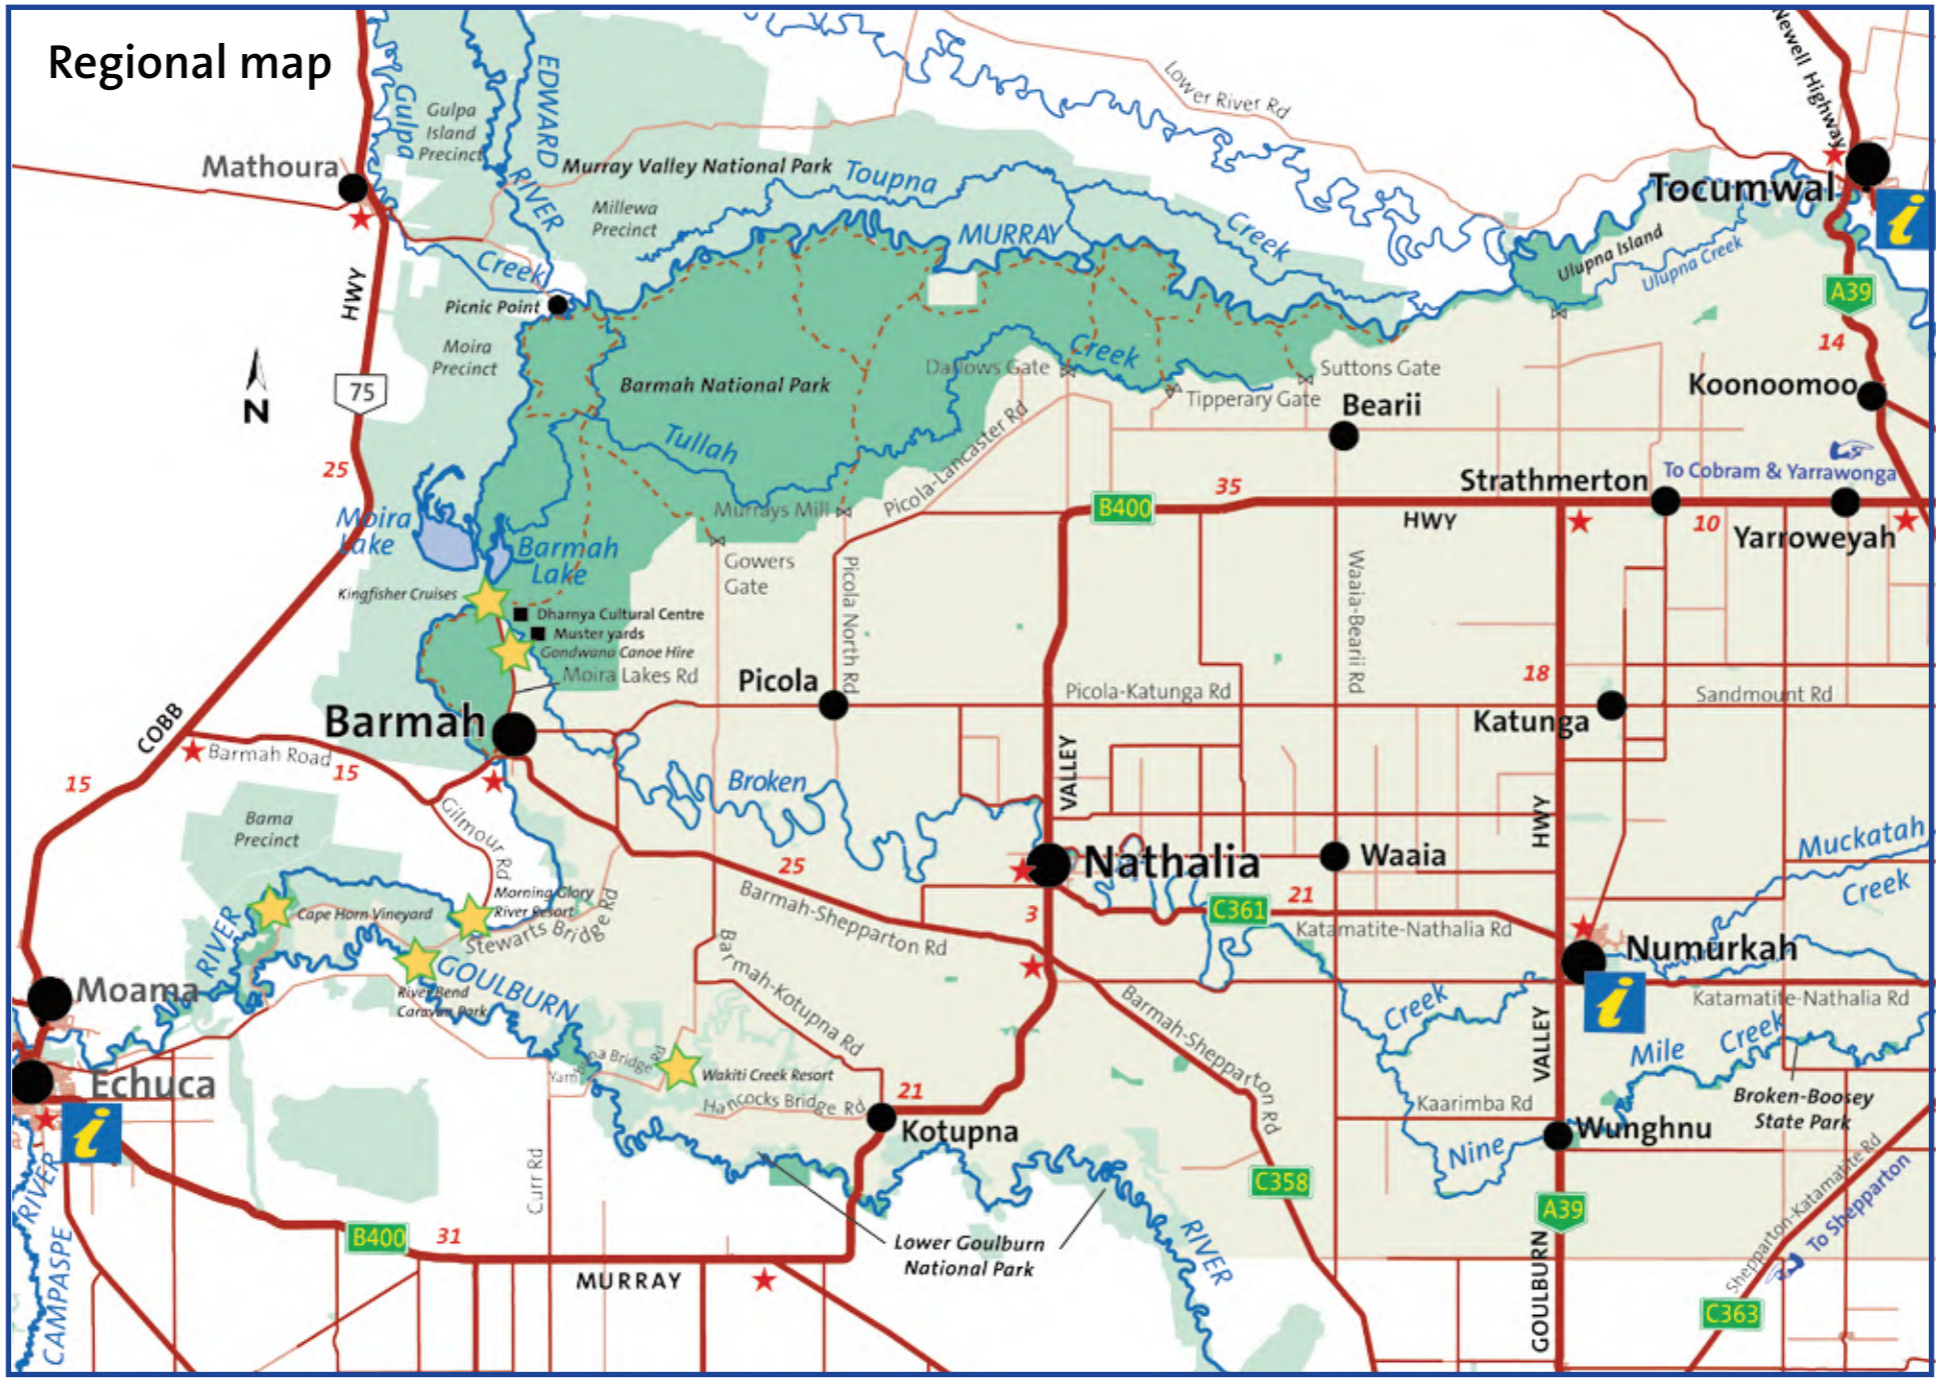 Regional map
Newell Highway
Lower River Rd
EDWARD
RIVER
Gulpa
Gulpa
Island
Precinct
Mathoura
Murray Valley National Park
Toupna
Creek
Millewa
Precinct
MURRAY
Tocumwal
i
Ulupna Island
Ulupna Creek
A39
14
HWY
Creek
Picnic Point
Moira
Precinct
N
75
25
Barmah National Park
Creek
Dallows Gate
Suttons Gate
Tipperary Gate
Bearii
Koonoomoo
Tullah
Picola-Lancaster Rd
To Cobram & Yarrawonga
Strathmerton
35
B400
HWY
10
Yarroweyah
Murrays Mill
Moira
Lake
Barmah
Lake
Gowers
Gate
Picola North Rd
Waaia-Bearii Rd
Kingfisher Cruises
Dharnya Cultural Centre
Muster yards
Gondwana Canoe Hire
Moira Lakes Rd
Picola
Picola-Katunga Rd
18
Sandmount Rd
Katunga
COBB
Barmah
Barmah Road
15
15
Broken
VALLEY
HWY
Bama
Precinct
Gilmour Rd
25
Nathalia
Waaia
Muckatah
Creek
Barmah-Shepparton Rd
3
C361
21
Katamatite-Nathalia Rd
Morning Glory
River Resort
Cape Horn Vineyard
Stewarts Bridge Rd
RIVER
GOULBURN
River Bend
Caravan Park
Numurkah
i
Katamatite-Nathalia Rd
Moama
Barmah-Kotupna Rd
Barmah-Shepparton Rd
Creek
VALLEY
Mile
Creek
Echuca
i
Wakiti Creek Resort
Hancocks Bridge Rd
21
Kotupna
Kaarimba Rd
Broken-Boosey
State Park
Wunghnu
Nine
RIVER
CAMPASPE
Curr Rd
C358
A39
Shepparton-Katamatite Rd
To Shepparton
B400
31
MURRAY
Lower Goulburn
National Park
RIVER
GOULBURN
C363